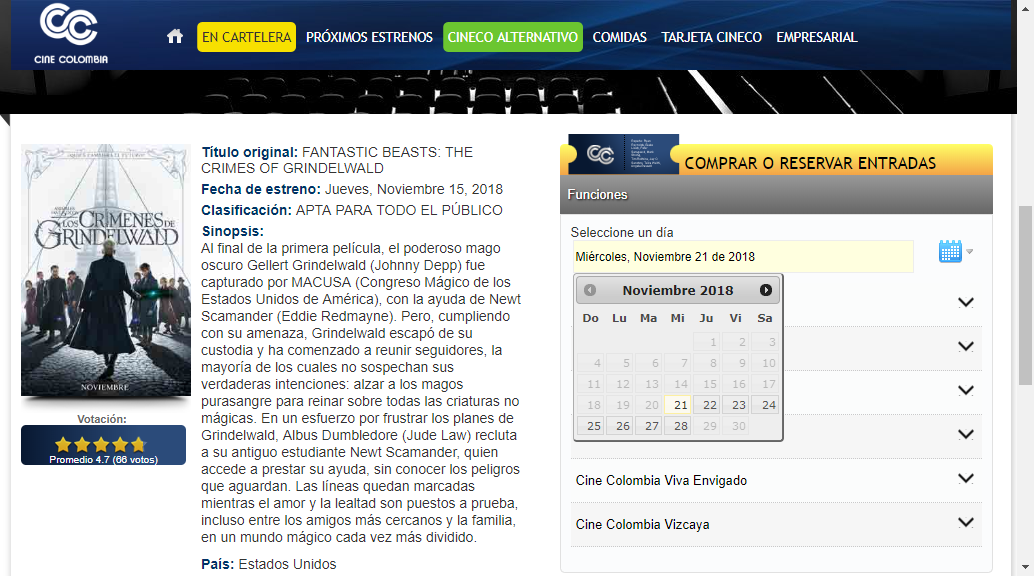 CINE COLOMBIA
EN CARTELERA PRÓXIMOS ESTRENOS CINECO ALTERNATIVO COMIDAS TARJETA CINECO EMPRESARIAL
LOS CRÍMENES DE
GRINDELWALD
NOVIEMBRE
Votación:
Promedio 4.7 (66 votos)
Título original: FANTASTIC BEASTS: THE
CRIMES OF GRINDELWALD
Fecha de estreno: Jueves, Noviembre 15, 2018
Clasificación: APTA PARA TODO EL PÚBLICO
Sinopsis:
Al final de la primera película, el poderoso mago
oscuro Gellert Grindelwald (Johnny Depp) fue
capturado por MACUSA (Congreso Mágico de los
Estados Unidos de América), con la ayuda de Newt
Scamander (Eddie Redmayne). Pero, cumpliendo
con su amenaza, Grindelwald escapó de su
custodia y ha comenzado a reunir seguidores, la
mayoría de los cuales no sospechan sus
verdaderas intenciones: alzar a los magos
purasangre para reinar sobre todas las criaturas no
mágicas. En un esfuerzo por frustrar los planes de
Grindelwald, Albus Dumbledore (Jude Law) recluta
a su antiguo estudiante Newt Scamander, quien
accede a prestar su ayuda, sin conocer los peligros
que aguardan. Las líneas quedan marcadas
mientras el amor y la lealtad son puestos a prueba,
incluso entre los amigos más cercanos y la familia,
en un mundo mágico cada vez más dividido.
País: Estados Unidos
COMPRAR O RESERVAR ENTRADAS
Funciones
Seleccione un día
Miércoles, Noviembre 21 de 2018
Noviembre 2018
Do Lu Ma Mi Ju Vi Sa
1 2 3
4 5 6 7 8 9 10
11 12 13 14 15 16 17
18 19 20 21 22 23 24
25 26 27 28 29 30
Cine Colombia Viva Envigado
Cine Colombia Vizcaya